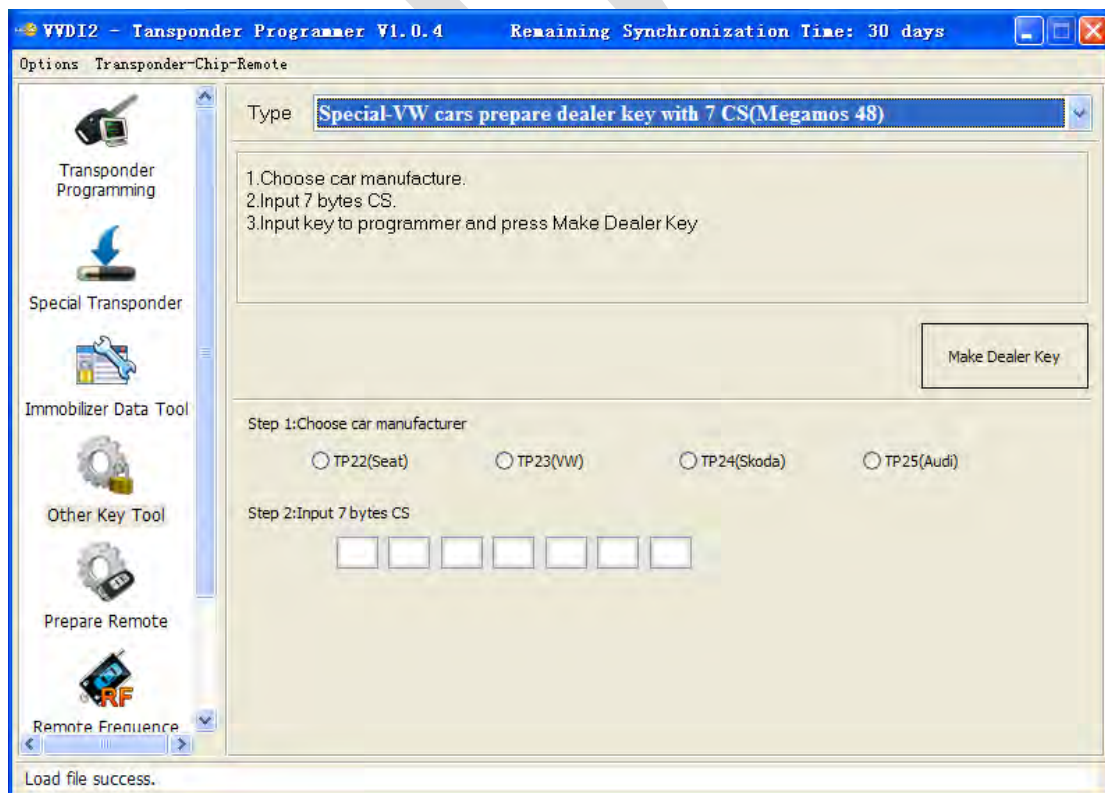 VVDI2 - Tansponder Programmer V1.0.4 Remaining Synchronization Time: 30 days
Options Transponder-Chip-Remote
Transponder
Programming
Special Transponder
Immobilizer Data Tool
Other Key Tool
Prepare Remote
RF
Remote Frequence
Type Special-VW cars prepare dealer key with 7 CS(Megamos 48)
1.Choose car manufacture.
2.Input 7 bytes CS.
3.Input key to programmer and press Make Dealer Key
Make Dealer Key
Step 1:Choose car manufacturer
TP22(Seat) TP23(VW) TP24(Skoda) TP25(Audi)
Step 2:Input 7 bytes CS
Load file success.